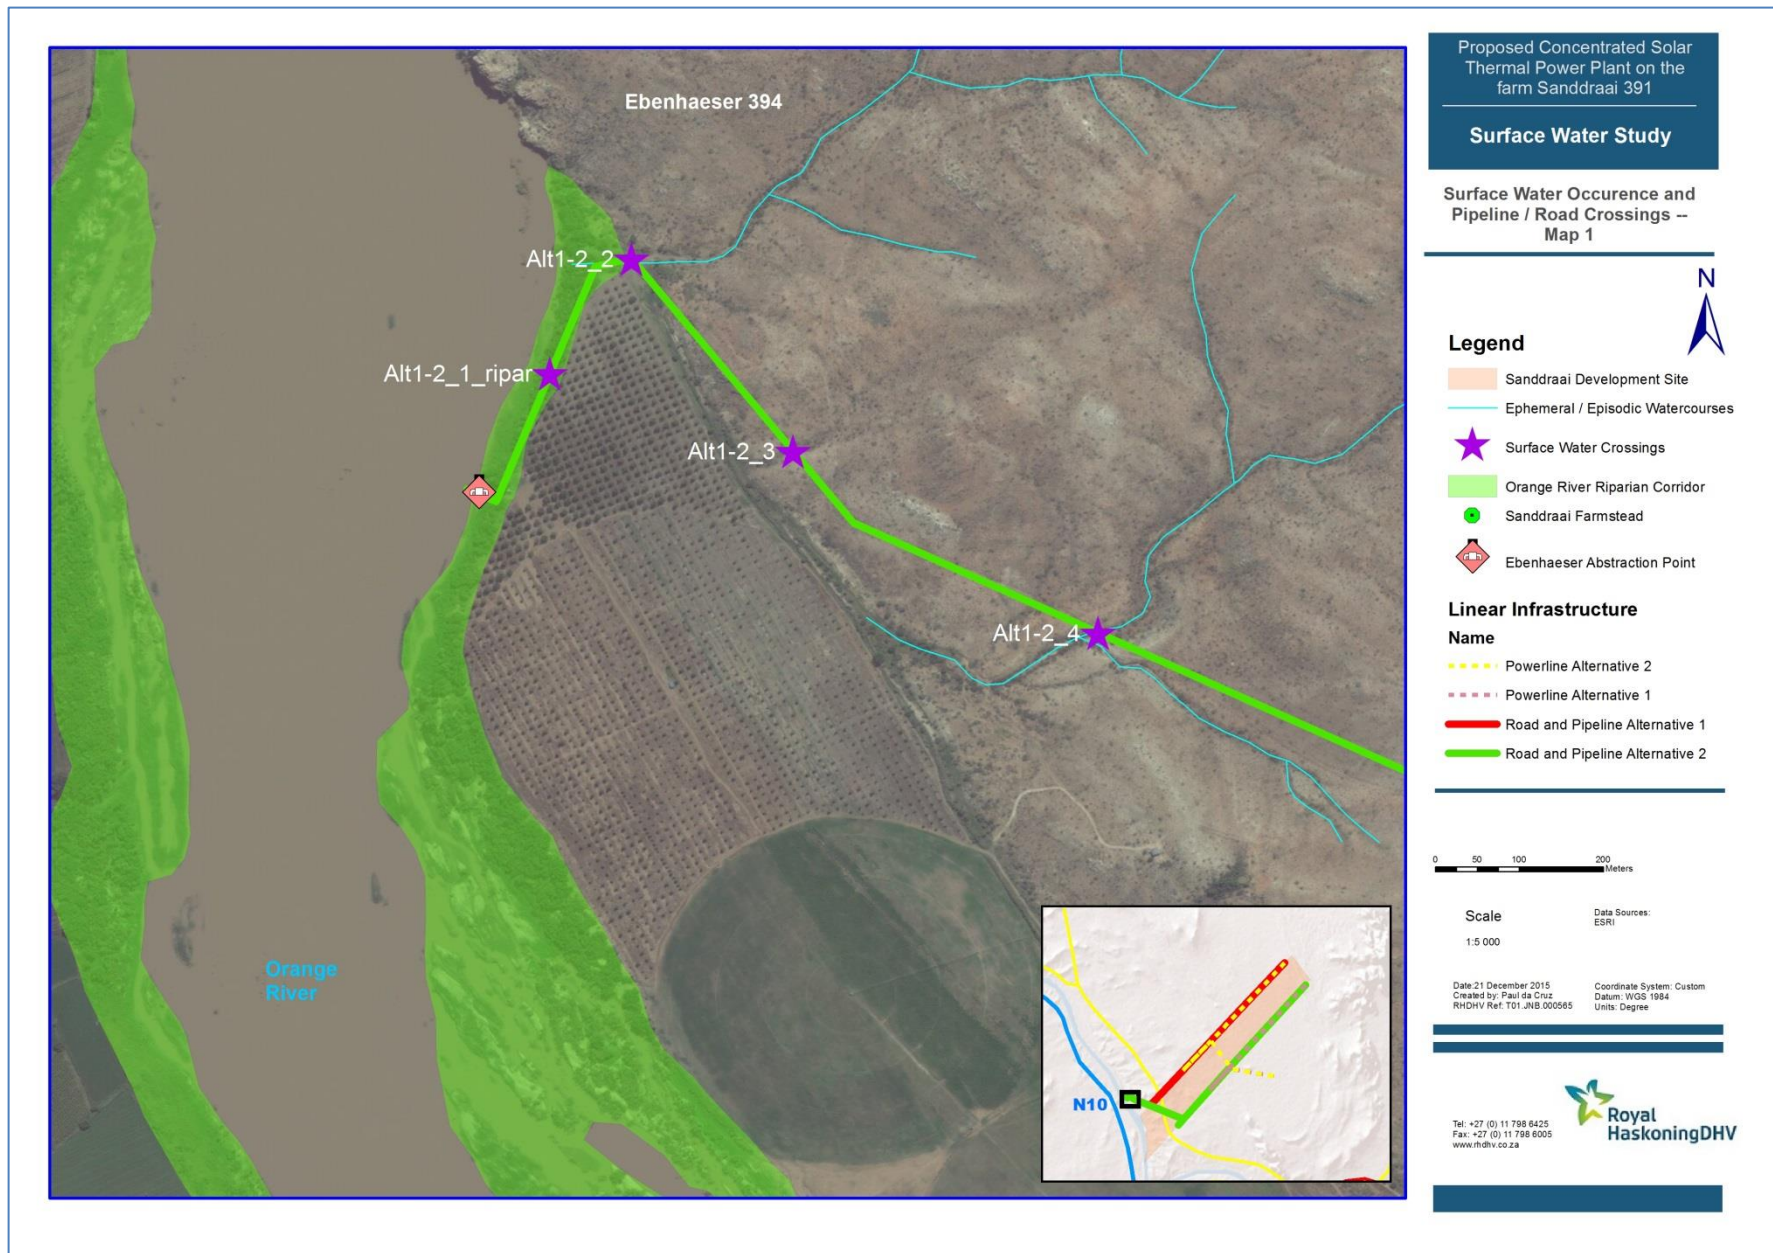 Proposed Concentrated Solar
Thermal Power Plant on the
farm Sanddraai 391
Surface Water Study
Surface Water Occurence and
Pipeline / Road Crossings --
Map 1
N
Legend
Sanddraai Development Site
Ephemeral / Episodic Watercourses
Surface Water Crossings
Orange River Riparian Corridor
Sanddraai Farmstead
Ebenhaeser Abstraction Point
Linear Infrastructure
Name
Powerline Alternative 2
Powerline Alternative 1
Road and Pipeline Alternative 1
Road and Pipeline Alternative 2
0 50 100 200
Meters
Scale
1:5 000
Data Sources:
ESRI
Date:21 December 2015
Created by: Paul da Cruz
RHDHV Ref: T01.JNB.000565
Coordinate System: Custom
Datum: WGS 1984
Units: Degree
Tel: +27 (0) 11 798 6425
Fax: +27 (0) 11 798 6005
www.rhdhv.co.za
Royal
HaskoningDHV
Ebenhaeser 394
Alt1-2_2
Alt1-2_1_ripar
Alt1-2_3
Alt1-2_4
Orange
River
N10